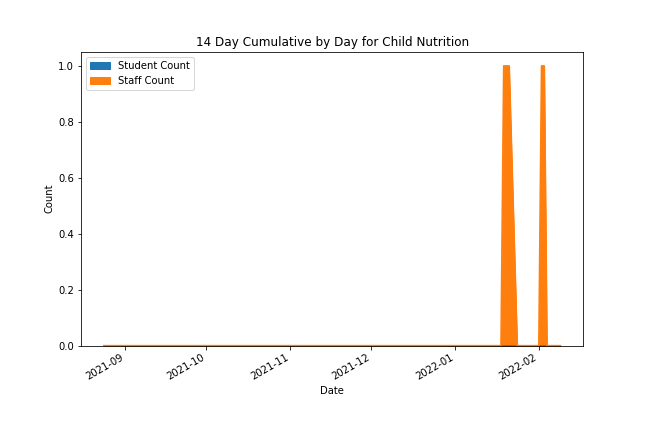 14 Day Cumulative by Day for Child Nutrition
Student Count
Staff Count
1.0
0.8
0.6
0.4
0.2
0.0
Count
2021-09
2021-10
2021-11
2021-12
2022-01
2022-02
Date